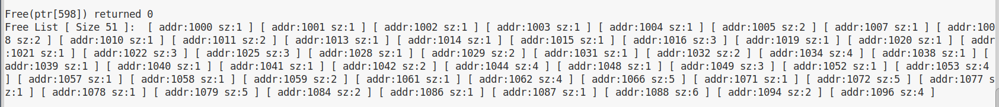 Free(ptr[598]) returned 0
Free List [ Size 51 ]:  [ addr:1000 sz:1 ] [ addr:1001 sz:1 ] [ addr:1002 sz:1 ] [ addr:1003 sz:1 ] [ addr:1004 sz:1 ] [ addr:1005 sz:2 ] [ addr:1007 sz:1 ] [ addr:100
8 sz:2 ] [ addr:1010 sz:1 ] [ addr:1011 sz:2 ] [ addr:1013 sz:1 ] [ addr:1014 sz:1 ] [ addr:1015 sz:1 ] [ addr:1016 sz:3 ] [ addr:1019 sz:1 ] [ addr:1020 sz:1 ] [ addr
:1021 sz:1 ] [ addr:1022 sz:3 ] [ addr:1025 sz:3 ] [ addr:1028 sz:1 ] [ addr:1029 sz:2 ] [ addr:1031 sz:1 ] [ addr:1032 sz:2 ] [ addr:1034 sz:4 ] [ addr:1038 sz:1 ] [
addr:1039 sz:1 ] [ addr:1040 sz:1 ] [ addr:1041 sz:1 ] [ addr:1042 sz:2 ] [ addr:1044 sz:4 ] [ addr:1048 sz:1 ] [ addr:1049 sz:3 ] [ addr:1052 sz:1 ] [ addr:1053 sz:4
] [ addr:1057 sz:1 ] [ addr:1058 sz:1 ] [ addr:1059 sz:2 ] [ addr:1061 sz:1 ] [ addr:1062 sz:4 ] [ addr:1066 sz:5 ] [ addr:1071 sz:1 ] [ addr:1072 sz:5 ] [ addr:1077 s
z:1 ] [ addr:1078 sz:1 ] [ addr:1079 sz:5 ] [ addr:1084 sz:2 ] [ addr:1086 sz:1 ] [ addr:1087 sz:1 ] [ addr:1088 sz:6 ] [ addr:1094 sz:2 ] [ addr:1096 sz:4 ]